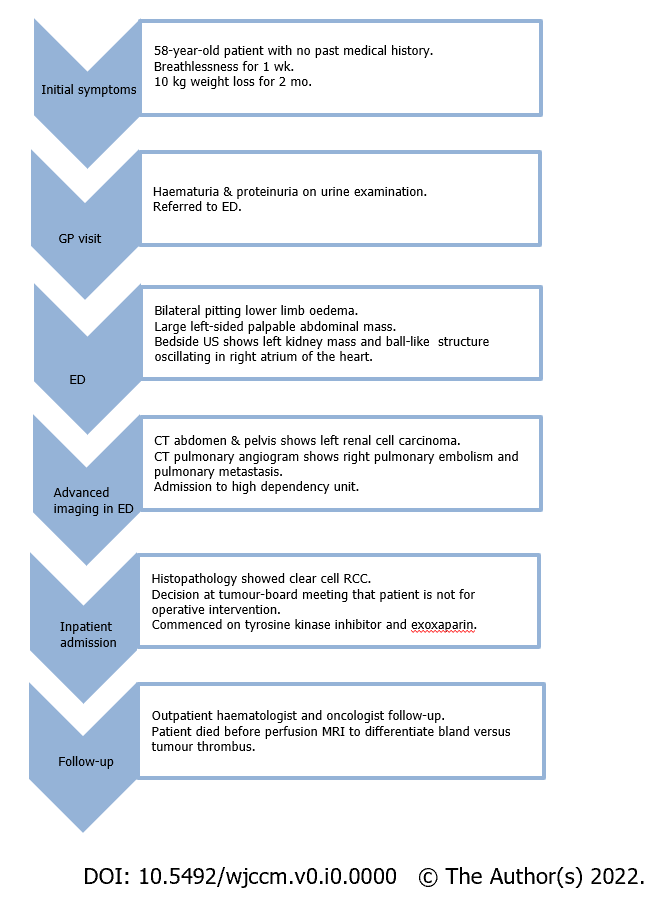 58-year-old patient with no past medical history.
Breathlessness for 1 wk.
10 kg weight loss for 2 mo.
Initial symptoms
Haematuria & proteinuria on urine examination.
Referred to ED.
GP visit
Bilateral pitting lower limb oedema.
Large left-sided palpable abdominal mass.
Bedside US shows left kidney mass and ball-like structure
oscillating in right atrium of the heart.
ED
CT abdomen & pelvis shows left renal cell carcinoma.
CT pulmonary angiogram shows right pulmonary embolism and
pulmonary metastasis.
Admission to high dependency unit.
Advanced
imaging in ED
Histopathology showed clear cell RCC.
Decision at tumour-board meeting that patient is not for
operative intervention.
Commenced on tyrosine kinase inhibitor and exoxaparin.
Inpatient
admission
Outpatient haematologist and oncologist follow-up.
Patient died before perfusion MRI to differentiate bland versus
tumour thrombus.
Follow-up
DOI: 10.5492/wjccm.v0.i0.0000 © The Author(s) 2022.